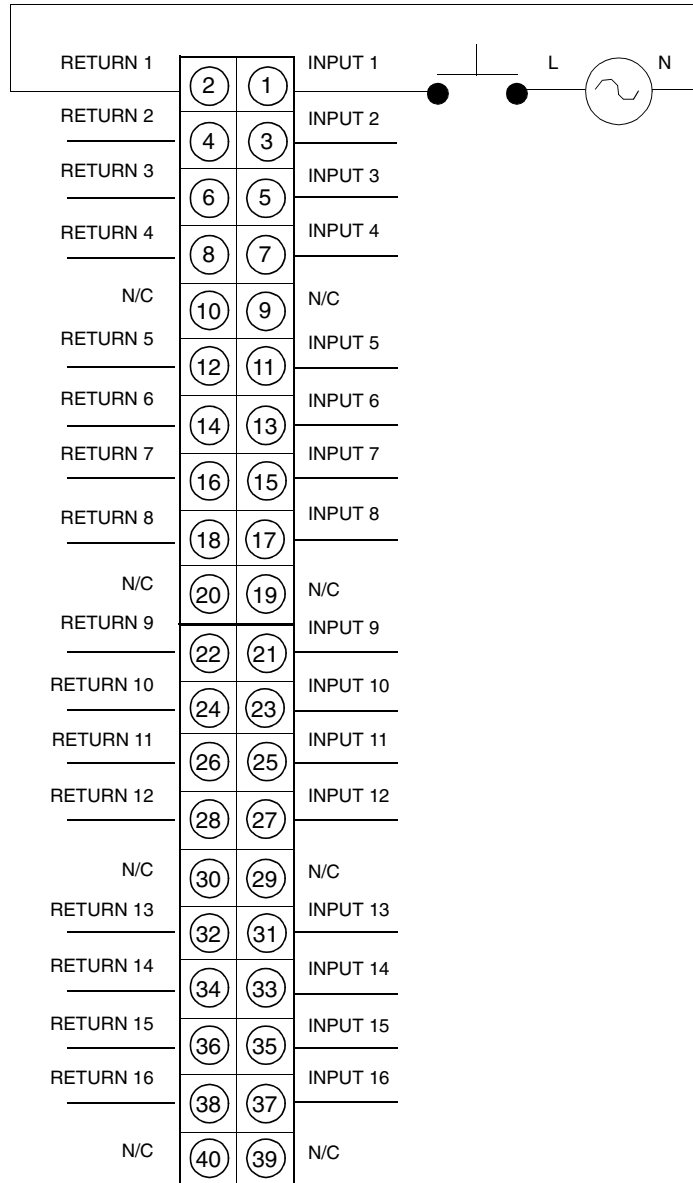 RETURN 1 2 1 INPUT 1 L N
RETURN 2 4 3 INPUT 2
RETURN 3 6 5 INPUT 3
RETURN 4 8 7 INPUT 4
N/C 10 9 N/C
RETURN 5 12 11 INPUT 5
RETURN 6 14 13 INPUT 6
RETURN 7 16 15 INPUT 7
RETURN 8 18 17 INPUT 8
N/C 20 19 N/C
RETURN 9 22 21 INPUT 9
RETURN 10 24 23 INPUT 10
RETURN 11 26 25 INPUT 11
RETURN 12 28 27 INPUT 12
N/C 30 29 N/C
RETURN 13 32 31 INPUT 13
RETURN 14 34 33 INPUT 14
RETURN 15 36 35 INPUT 15
RETURN 16 38 37 INPUT 16
N/C 40 39 N/C